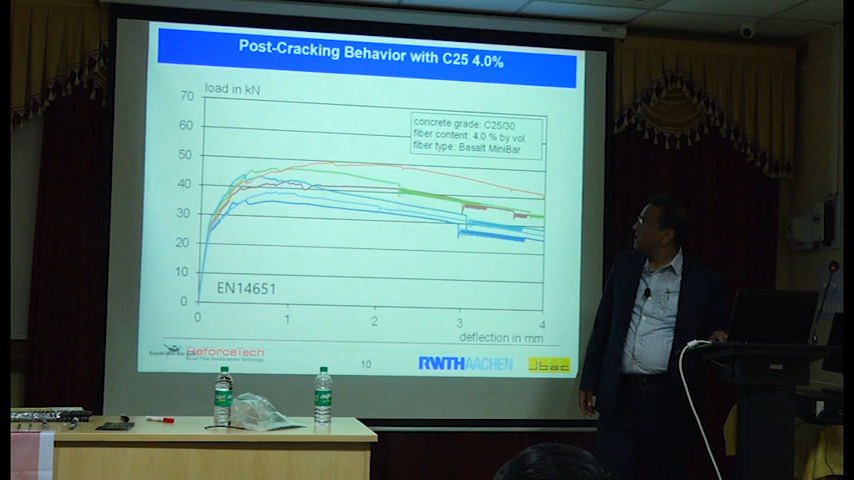 Post-Cracking Behavior with C25 4.0%
load in kN
70
60
50
40
30
20
10
0
concrete grade: C25/30
fiber content: 4.0 % by vol.
fiber type: Basalt MiniBar
EN14651
0
1
2
3
4
deflection in mm
ReforceTech
10
RWTHAACHEN
Jbac